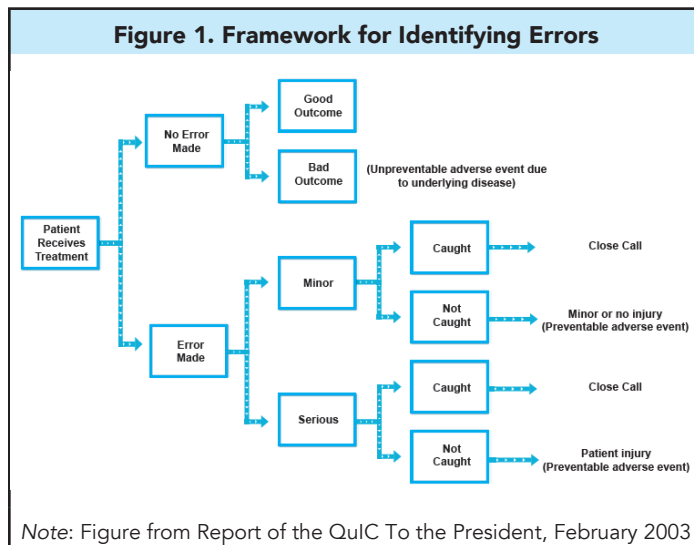 Figure 1. Framework for Identifying Errors
Good
Outcome
No Error
Made
Bad
Outcome
(Unpreventable adverse event due
to underlying disease)
Patient
Receives
Treatment
Caught
Close Call
Minor
Not
Caught
Minor or no injury
(Preventable adverse event)
Error
Made
Caught
Close Call
Serious
Not
Caught
Patient injury
(Preventable adverse event)
Note: Figure from Report of the QuIC To the President, February 2003